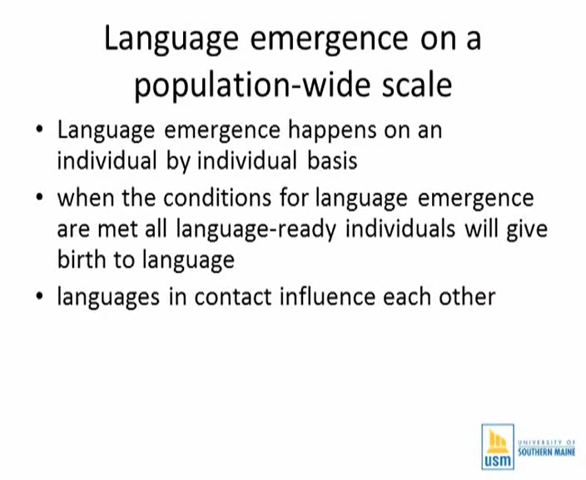 Language emergence on a
population-wide scale
• Language emergence happens on an
individual by individual basis
• when the conditions for language emergence
are met all language-ready individuals will give
birth to language
• languages in contact influence each other
UNIVERSITY OF
SOUTHERN MAINE
usm